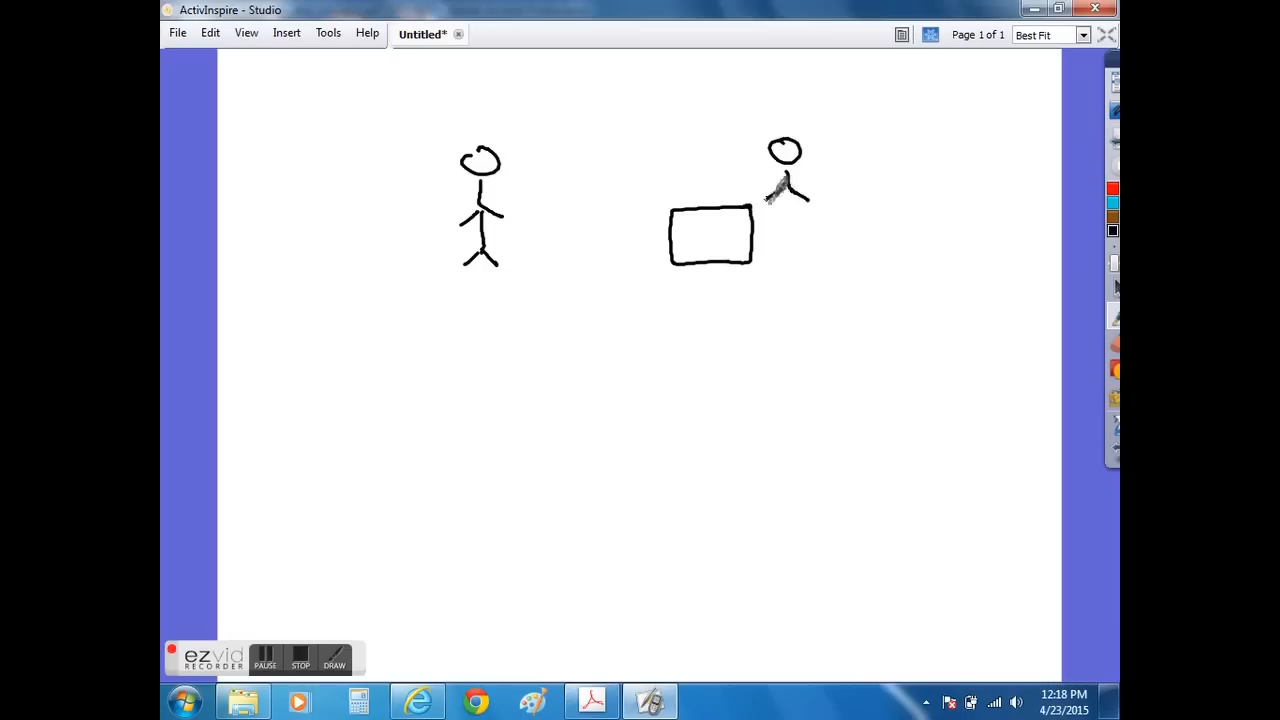 ActivInspire - Studio
File Edit View Insert Tools Help
Untitled*
Page 1 of 1
Best Fit
ezvid
RECORDER
PAUSE
STOP
DRAW
12:18 PM
4/23/2015